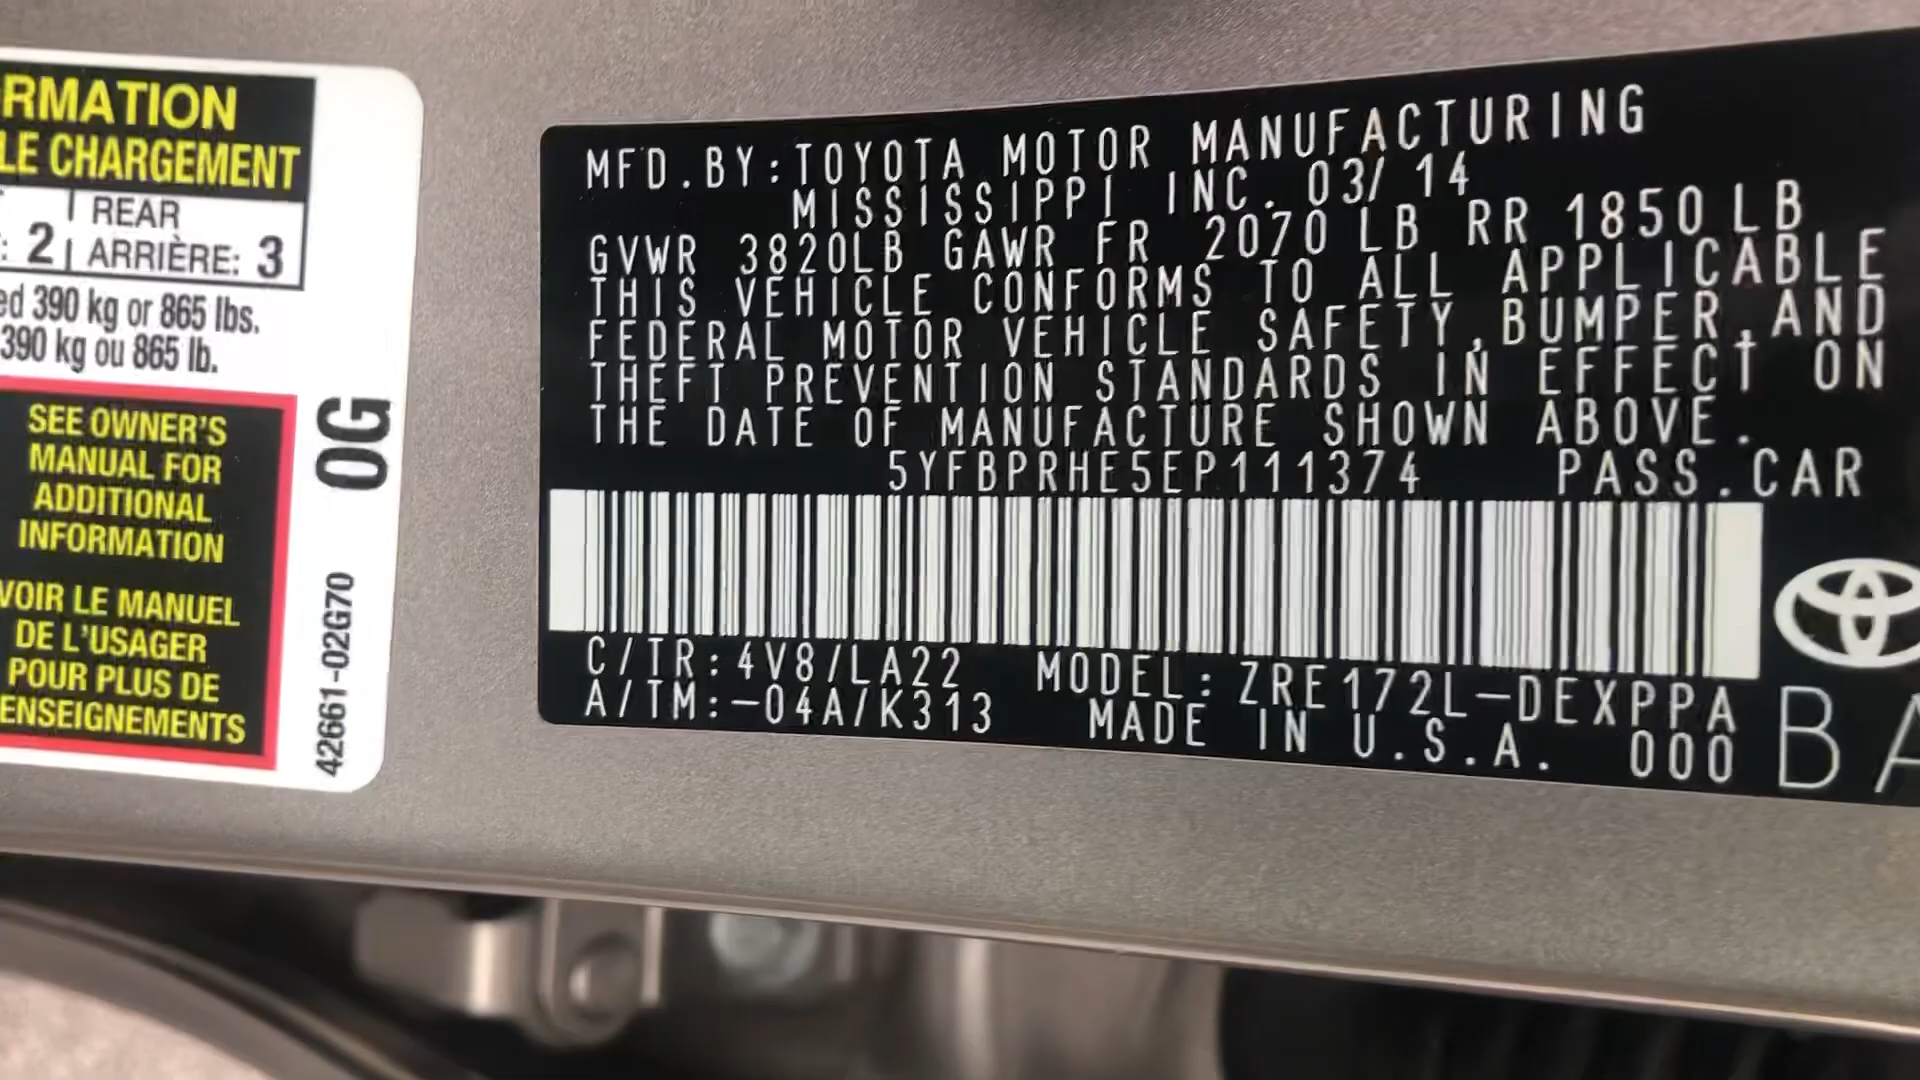 RMATION
LE CHARGEMENT
REAR
: 2 ARRIÈRE: 3
ed 390 kg or 865 lbs.
390 kg ou 865 lb.
SEE OWNER'S
MANUAL FOR
ADDITIONAL
INFORMATION
VOIR LE MANUEL
DE L'USAGER
POUR PLUS DE
ENSEIGNEMENTS
0G
42661-02G70
MFD.BY:TOYOTA MOTOR MANUFACTURING
MISSISSIPPI INC. 03/14
GVWR 3820LB GAWR FR 2070LB RR 1850LB
THIS VEHICLE CONFORMS TO ALL APPLICABLE
FEDERAL MOTOR VEHICLE SAFETY,BUMPER,AND
THEFT PREVENTION STANDARDS IN EFFECT ON
THE DATE OF MANUFACTURE SHOWN ABOVE.
5YFBPRHE5EP111374 PASS.CAR
C/TR:4V8/LA22 MODEL:ZRE172L-DEXPPA
A/TM:-04A/K313 MADE IN U.S.A. 000
BA